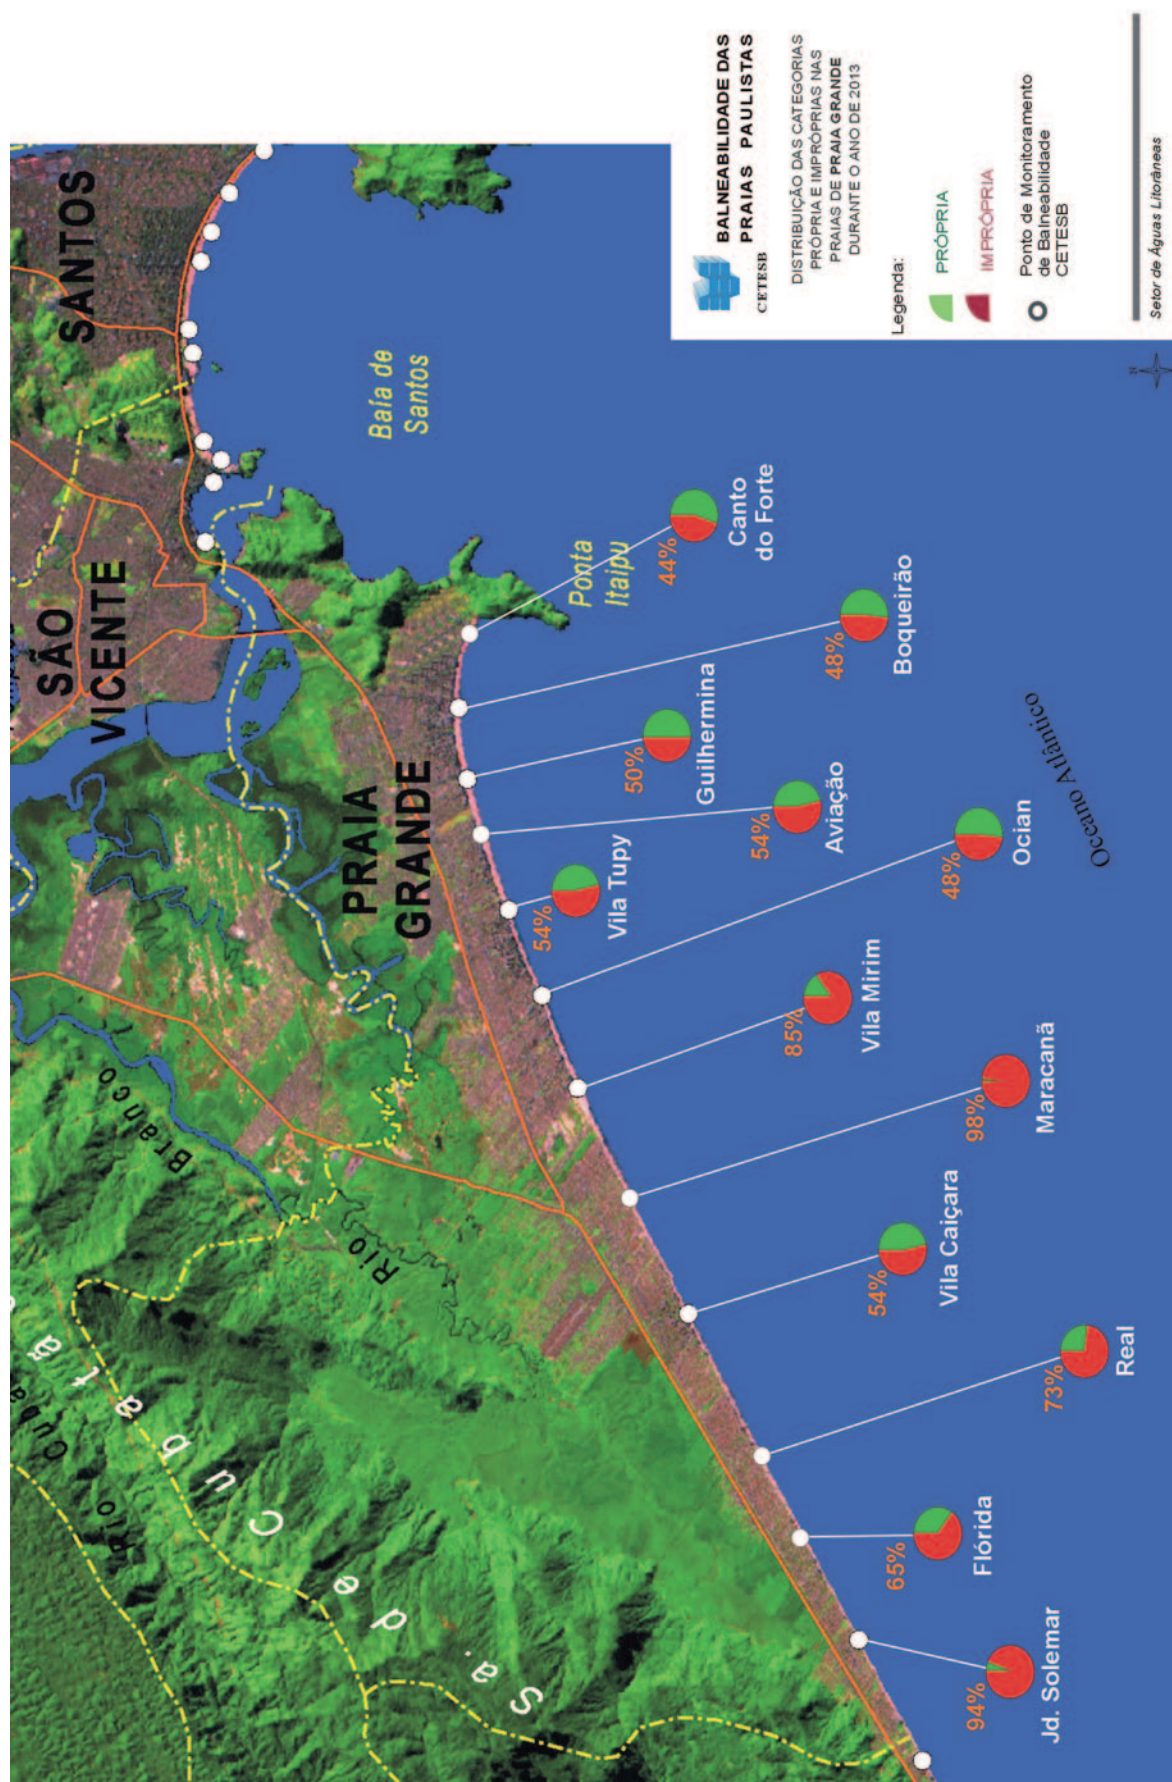 SANTOS
SÃO
VICENTE
PRAIA
GRANDE
Baía de
Santos
Ponta
Itaipu
Rio
Branco
Rio
Cuba
Sa. de Cubatã
Oceano Atlântico
44%
Canto
do Forte
48%
Boqueirão
50%
Guilhermina
54%
Aviação
54%
Vila Tupy
48%
Ocian
85%
Vila Mirim
98%
Maracanã
54%
Vila Caiçara
73%
Real
65%
Flórida
94%
Jd. Solemar
CETESB
BALNEABILIDADE DAS
PRAIAS PAULISTAS
DISTRIBUIÇÃO DAS CATEGORIAS
PRÓPRIA E IMPRÓPRIAS NAS
PRAIAS DE PRAIA GRANDE
DURANTE O ANO DE 2013
Legenda:
PRÓPRIA
IMPRÓPRIA
Ponto de Monitoramento
de Balneabilidade
CETESB
Setor de Águas Litorâneas
N